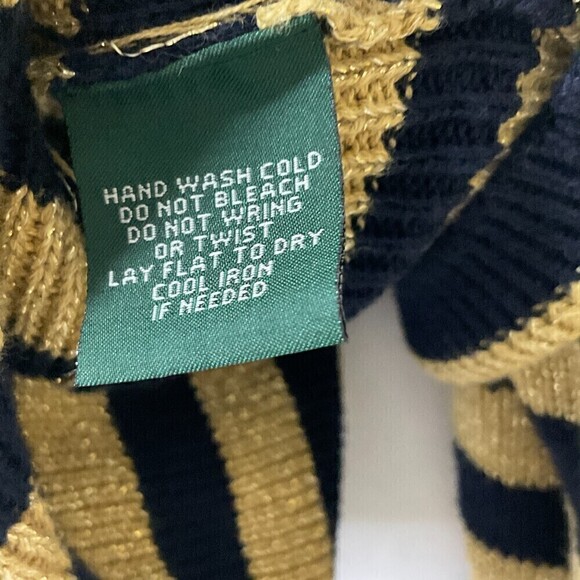 HAND WASH COLD
DO NOT BLEACH
DO NOT WRING
OR TWIST
LAY FLAT TO DRY
COOL IRON
IF NEEDED